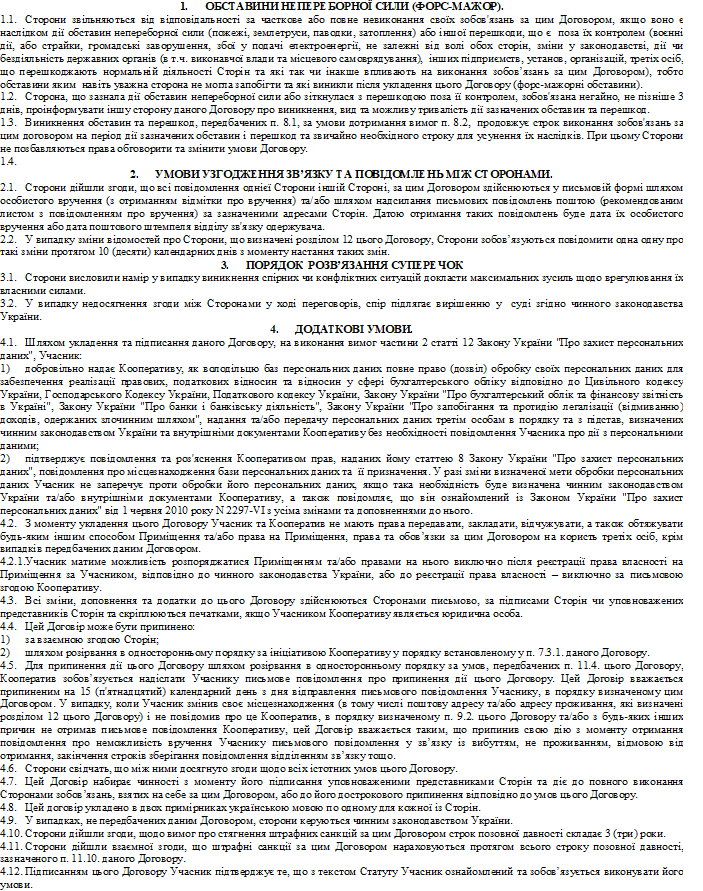 1. ОБСТАВИНИ НЕПЕРЕБОРНОЇ СИЛИ (ФОРС-МАЖОР).
1.1. Сторони звільняються від відповідальності за часткове або повне невиконання своїх зобов'язань за цим Договором, якщо воно є
наслідком дії обставин непереборної сили (пожежі, землетруси, паводки, затоплення) або іншої перешкоди, що є поза їх контролем (воєнні
дії, або страйки, громадські заворушення, збої у подачі електроенергії, не залежні від волі обох сторін, зміни у законодавстві, дії чи
бездіяльність державних органів (в т.ч. виконавчої влади та місцевого самоврядування), інших підприємств, установ, організацій, третіх осіб,
що перешкоджають нормальній діяльності Сторін та які так чи інакше впливають на виконання зобов’язань за цим Договором), тобто
обставини яким навіть уважна сторона не могла запобігти та які виникли після укладення цього Договору (форс-мажорні обставини).
1.2. Сторона, що зазнала дії обставин непереборної сили або зіткнулася з перешкодою поза її контролем, зобов'язана негайно, не пізніше 3
днів, проінформувати іншу сторону даного Договору про виникнення, вид та можливу тривалість дії зазначених обставин та перешкод.
1.3. Виникнення обставин та перешкод, передбачених п. 8.1, за умови дотримання вимог п. 8.2, продовжує строк виконання зобов'язань за
цим договором на період дії зазначених обставин і перешкод та звичайно необхідного строку для усунення їх наслідків. При цьому Сторони
не позбавляються права обговорити та змінити умови Договору.
1.4.
2. УМОВИ УЗГОДЖЕННЯ ЗВ’ЯЗКУ ТА ПОВІДОМЛЕНЬ МІЖ СТОРОНАМИ.
2.1. Сторони дійшли згоди, що всі повідомлення однієї Сторони іншій Стороні, за цим Договором здійснюються у письмовій формі шляхом
особистого вручення (з отриманням відмітки про вручення) та/або шляхом надсилання письмових повідомлень поштою (рекомендованим
листом з повідомленням про вручення) за зазначеними адресами Сторін. Датою отримання таких повідомлень буде дата їх особистого
вручення або дата поштового штемпеля відділу зв'язку одержувача.
2.2. У випадку зміни відомостей про Сторони, що визначені розділом 12 цього Договору, Сторони зобов’язуються повідомити одна одну про
такі зміни протягом 10 (десяти) календарних днів з моменту настання таких змін.
3. ПОРЯДОК РОЗВ’ЯЗАННЯ СУПЕРЕЧОК
3.1. Сторони висловили намір у випадку виникнення спірних чи конфліктних ситуацій докласти максимальних зусиль щодо врегулювання їх
власними силами.
3.2. У випадку недосягнення згоди між Сторонами у ході переговорів, спір підлягає вирішенню у суді згідно чинного законодавства
України.
4. ДОДАТКОВІ УМОВИ.
4.1. Шляхом укладення та підписання даного Договору, на виконання вимог частини 2 статті 12 Закону України "Про захист персональних
даних", Учасник:
1) добровільно надає Кооперативу, як володільцю баз персональних даних повне право (дозвіл) обробку своїх персональних даних для
забезпечення реалізації правових, податкових відносин та відносин у сфері бухгалтерського обліку відповідно до Цивільного кодексу
України, Господарського Кодексу України, Податкового кодексу України, Закону України "Про бухгалтерський облік та фінансову звітність
в Україні", Закону України "Про банки і банківську діяльність", Закону України "Про запобігання та протидію легалізації (відмиванню)
доходів, одержаних злочинним шляхом", надання та/або передачу персональних даних третім особам в порядку та з підстав, визначених
чинним законодавством України та внутрішніми документами Кооперативу без необхідності повідомлення Учасника про дії з персональними
даними;
2) підтверджує повідомлення та роз'яснення Кооперативом прав, наданих йому статтею 8 Закону України "Про захист персональних
даних", повідомлення про місцезнаходження бази персональних даних та її призначення. У разі зміни визначеної мети обробки персональних
даних Учасник не заперечує проти обробки його персональних даних, якщо така необхідність буде визначена чинним законодавством
України та/або внутрішніми документами Кооперативу, а також повідомляє, що він ознайомлений із Законом України "Про захист
персональних даних" від 1 червня 2010 року N 2297-VI з усіма змінами та доповненнями до нього.
4.2. З моменту укладення цього Договору Учасник та Кооператив не мають права передавати, закладати, відчужувати, а також обтяжувати
будь-яким іншим способом Приміщення та/або права на Приміщення, права та обов’язки за цим Договором на користь третіх осіб, крім
випадків передбачених даним Договором.
4.2.1.Учасник матиме можливість розпоряджатися Приміщенням та/або правами на нього виключно після реєстрації права власності на
Приміщення за Учасником, відповідно до чинного законодавства України, або до реєстрації права власності – виключно за письмовою
згодою Кооперативу.
4.3. Всі зміни, доповнення та додатки до цього Договору здійснюються Сторонами письмово, за підписами Сторін чи уповноважених
представників Сторін та скріплюються печатками, якщо Учасником Кооперативу являється юридична особа.
4.4. Цей Договір може бути припинено:
1) за взаємною згодою Сторін;
2) шляхом розірвання в односторонньому порядку за ініціативою Кооперативу у порядку встановленому у п. 7.3.1. даного Договору.
4.5. Для припинення дії цього Договору шляхом розірвання в односторонньому порядку за умов, передбачених п. 11.4. цього Договору,
Кооператив зобов’язується надіслати Учаснику письмове повідомлення про припинення дії цього Договору. Цей Договір вважається
припиненим на 15 (п'ятнадцятий) календарний день з дня відправлення письмового повідомлення Учаснику, в порядку визначеному цим
Договором. У випадку, коли Учасник змінив своє місцезнаходження (в тому числі поштову адресу та/або адресу проживання, які визначені
розділом 12 цього Договору) і не повідомив про це Кооператив, в порядку визначеному п. 9.2. цього Договору та/або з будь-яких інших
причин не отримав письмове повідомлення Кооперативу, цей Договір вважається таким, що припинив свою дію з моменту отримання
повідомлення про неможливість вручення Учаснику письмового повідомлення у зв’язку із вибуттям, не проживанням, відмовою від
отримання, закінчення строків зберігання повідомлення відділенням зв’язку тощо.
4.6. Сторони свідчать, що між ними досягнуто згоди щодо всіх істотних умов цього Договору.
4.7. Цей Договір набирає чинності з моменту його підписання уповноваженими представниками Сторін та діє до повного виконання
Сторонами зобов’язань, взятих на себе за цим Договором, або до його дострокового припинення відповідно до умов цього Договору.
4.8. Цей договір укладено в двох примірниках українською мовою по одному для кожної із Сторін.
4.9. У випадках, не передбачених даним Договором, сторони керуються чинним законодавством України.
4.10. Сторони дійшли згоди, щодо вимог про стягнення штрафних санкцій за цим Договором строк позовної давності складає 3 (три) роки.
4.11. Сторони дійшли взаємної згоди, що штрафні санкції за цим Договором нараховуються протягом всього строку позовної давності,
зазначеного п. 11.10. даного Договору.
4.12. Підписанням цього Договору Учасник підтверджує те, що з текстом Статуту Учасник ознайомлений та зобов’язується виконувати його
умови.